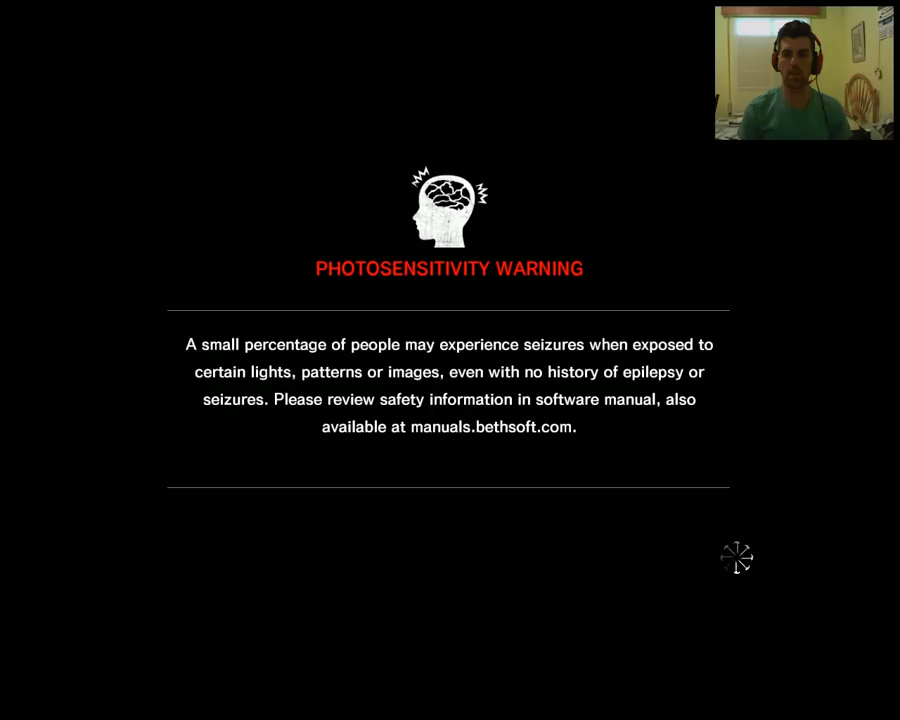 PHOTOSENSITIVITY WARNING
A small percentage of people may experience seizures when exposed to
certain lights, patterns or images, even with no history of epilepsy or
seizures. Please review safety information in software manual, also
available at manuals.bethsoft.com.